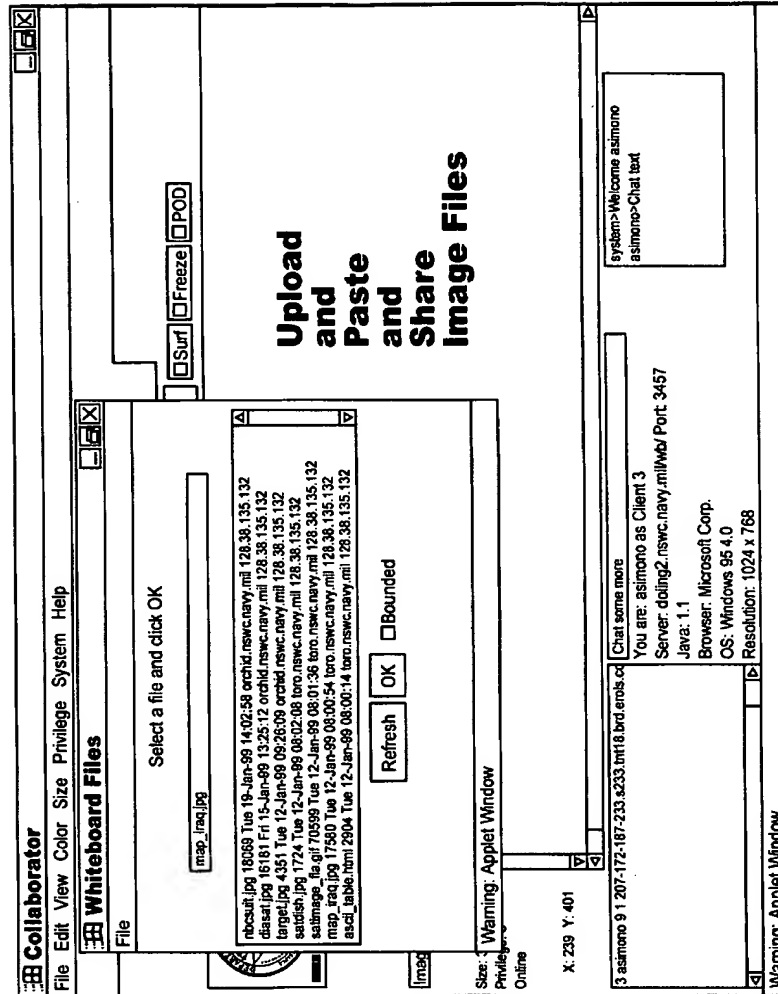 Collaborator
File Edit View Color Size Privilege System Help
Whiteboard Files
File
Select a file and click OK
map_iraq.jpg
nbcsuit.jpg 18069 Tue 19-Jan-99 14:02:58 orchid.nswc.navy.mil 128.38.135.132
diasat.jpg 16181 Fri 15-Jan-99 13:25:12 orchid.nswc.navy.mil 128.38.135.132
target.jpg 4351 Tue 12-Jan-99 09:26:09 orchid.nswc.navy.mil 128.38.135.132
satdish.jpg 1724 Tue 12-Jan-99 08:02:08 toro.nswc.navy.mil 128.38.135.132
satimage_fla.gif 70599 Tue 12-Jan-99 08:01:36 toro.nswc.navy.mil 128.38.135.132
map_iraq.jpg 17580 Tue 12-Jan-99 08:00:54 toro.nswc.navy.mil 128.38.135.132
ascii_table.html 2904 Tue 12-Jan-99 08:00:14 toro.nswc.navy.mil 128.38.135.132
Refresh OK Bounded
Warning: Applet Window
Surf Freeze POD
Upload
and
Paste
and
Share
Image Files
Imag
Size:
Privilege:
Online
X: 239 Y: 401
3 asimono 9 1 207-172-187-233.s233.tnt18.brd.erols.co
Chat some more
You are: asimono as Client 3
Server: doling2.nswc.navy.mil/wb/ Port: 3457
Java: 1.1
Browser: Microsoft Corp.
OS: Windows 95 4.0
Resolution: 1024 x 768
system>Welcome asimono
asimono>Chat text
Warning: Applet Window